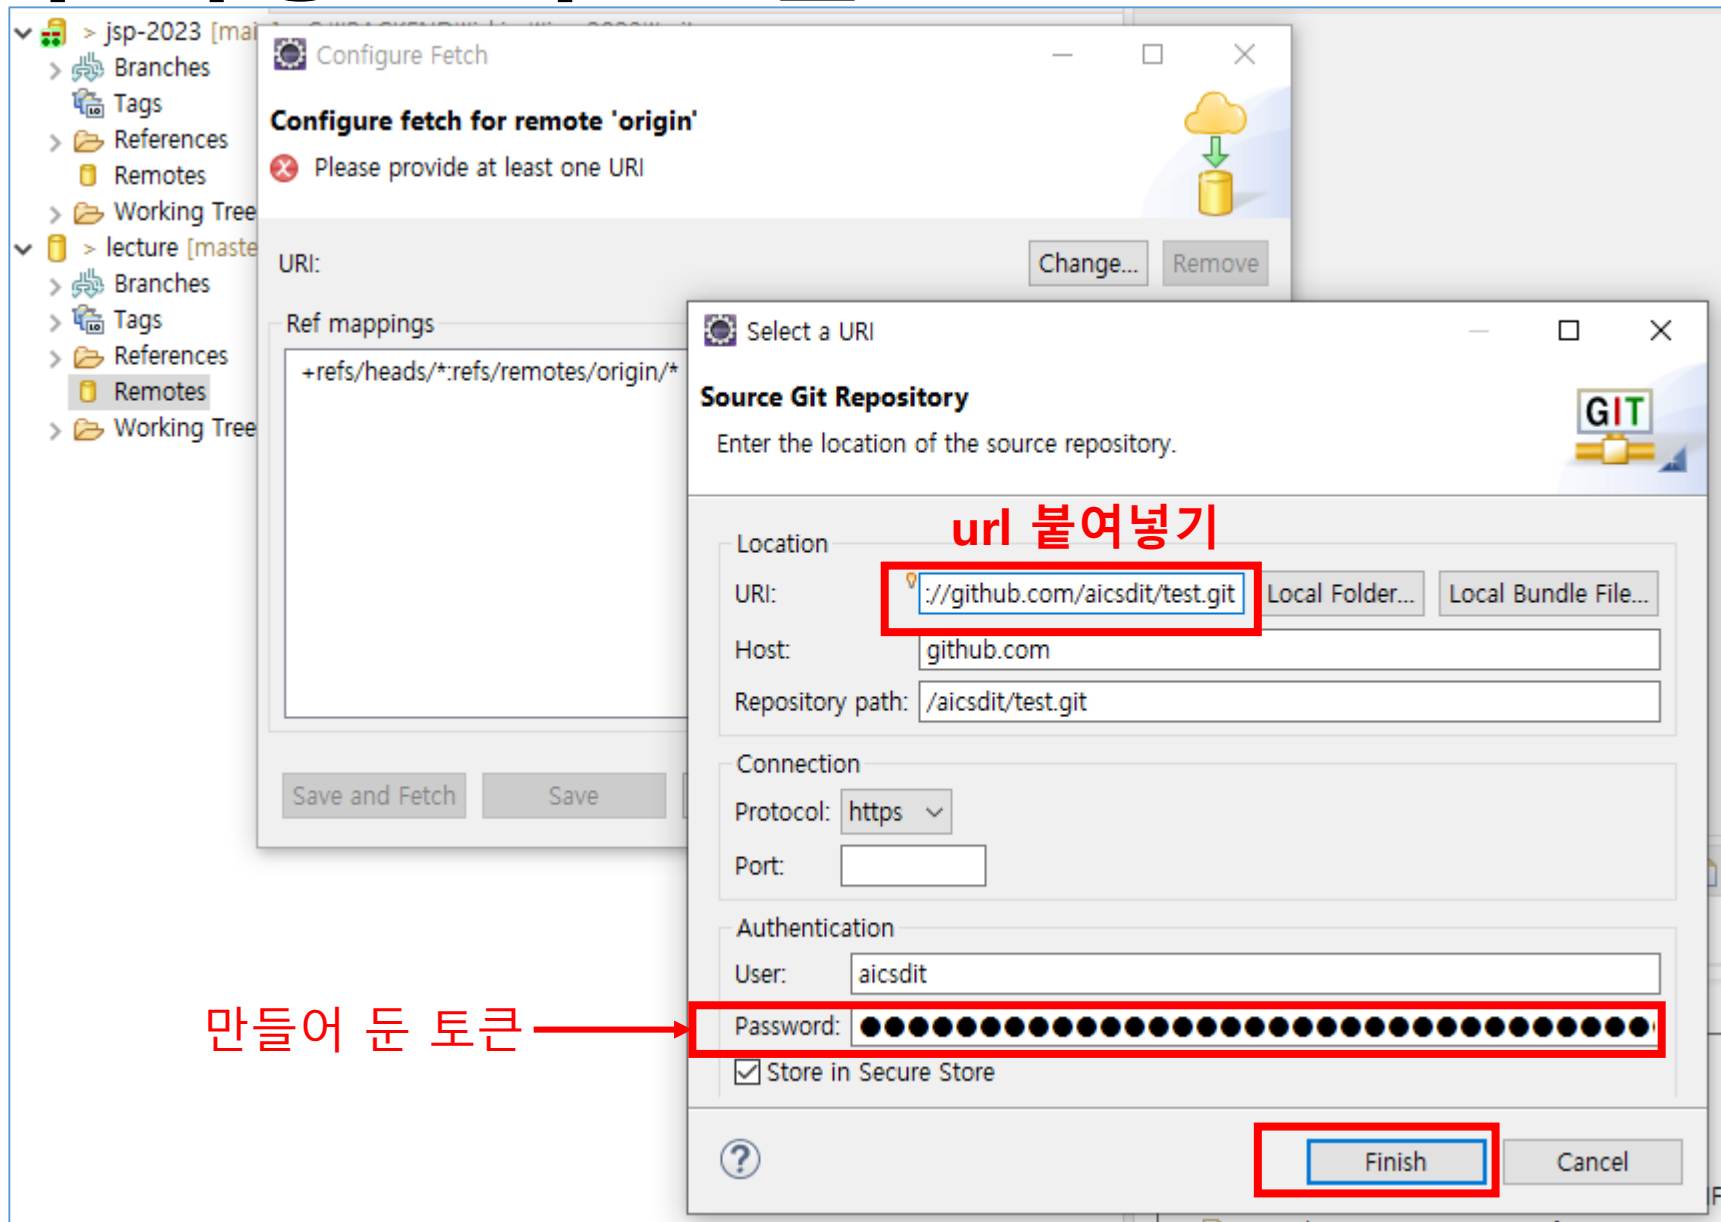 > jsp-2023 [mai
Branches
Tags
References
Remotes
Working Tree
> lecture [maste
Branches
Tags
References
Remotes
Working Tree
Configure Fetch
Configure fetch for remote 'origin'
Please provide at least one URI
URI:
Change...
Remove
Ref mappings
+refs/heads/*:refs/remotes/origin/*
Save and Fetch
Save
Select a URI
Source Git Repository
Enter the location of the source repository.
GIT
url 붙여넣기
Location
URI:
://github.com/aicsdit/test.git
Local Folder...
Local Bundle File...
Host:
github.com
Repository path:
/aicsdit/test.git
Connection
Protocol:
https
Port:
Authentication
User:
aicsdit
만들어 둔 토큰
Password:
●●●●●●●●●●●●●●●●●●●●●●●●●●●●●●●●●
Store in Secure Store
Finish
Cancel